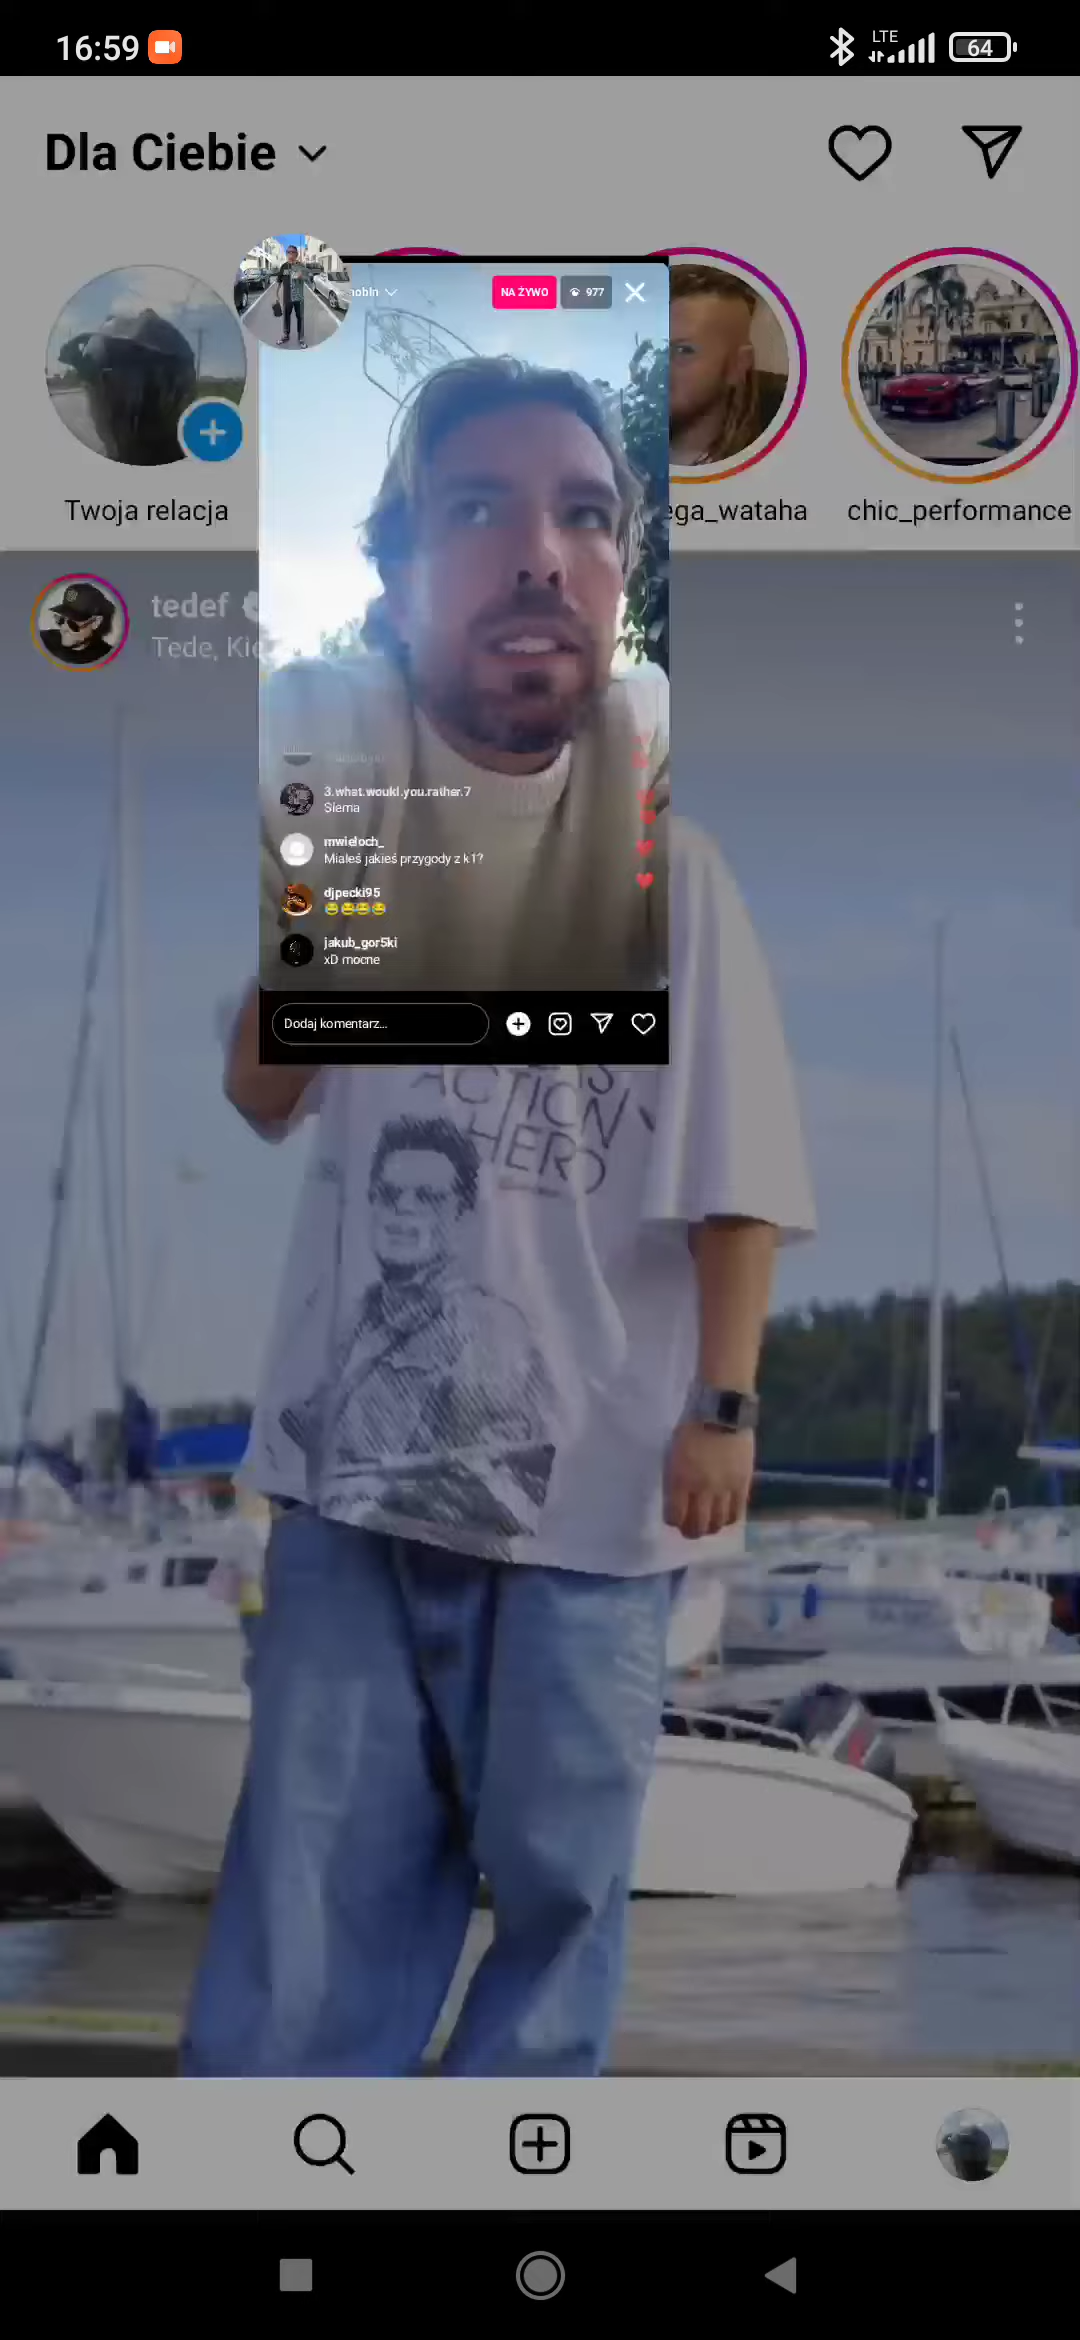 16:59
LTE
64
Dla Ciebie
NA ŻYWO
977
Twoja relacja
ega_wataha
chic_performance
tedef
Tede, Ki
3.what.would.you.rather.7
Siema
mwieloch_
Miałeś jakieś przygody z k1?
djpecki95
😂😂😂😂
jakub_gor5ki
xD mocne
Dodaj komentarz...
ACTION
HERO